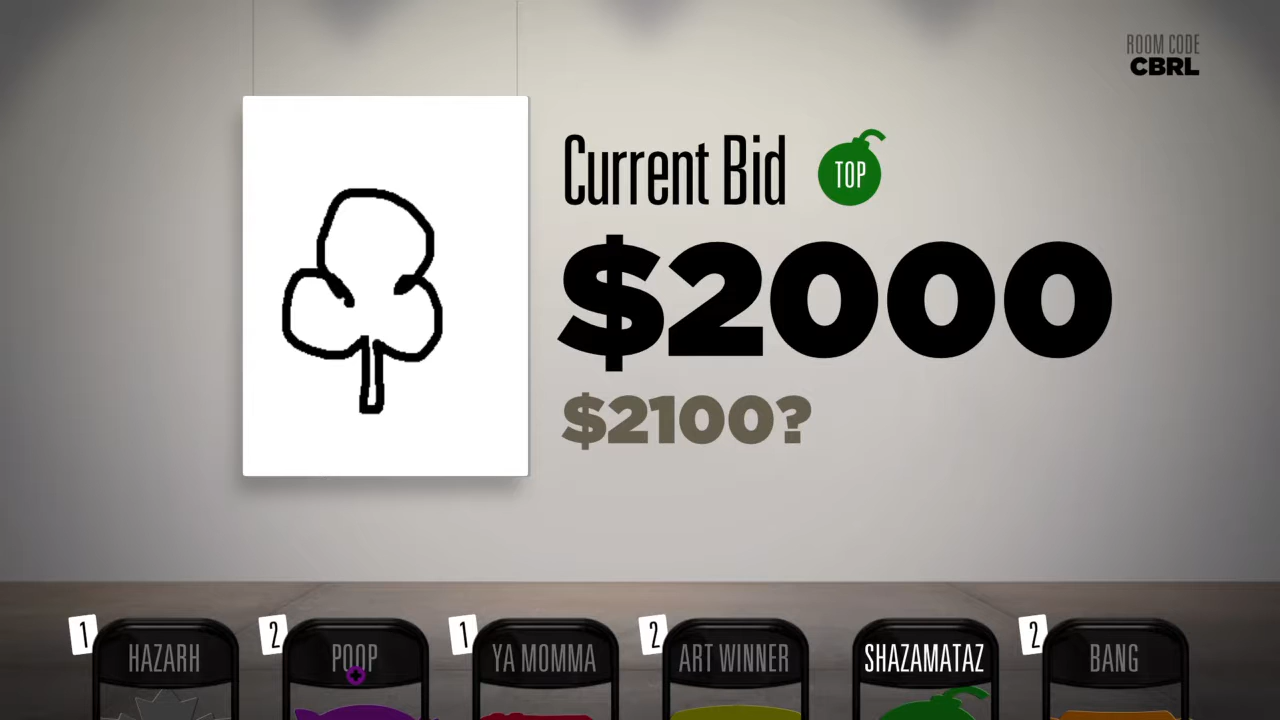 ROOM CODE
CBRL
Current Bid TOP
$2000
$2100?
1 HAZARH 2 POOP 1 YA MOMMA 2 ART WINNER SHAZAMATAZ 2 BANG